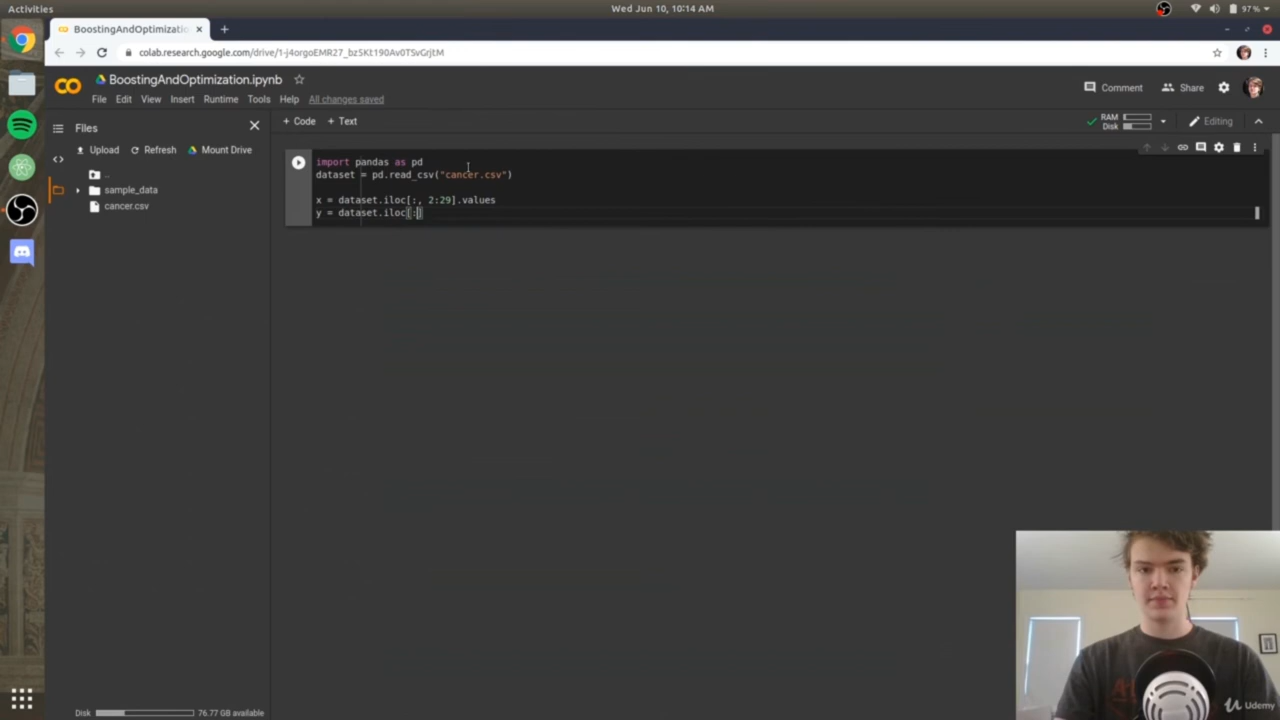 Activities
Wed Jun 10, 10:14 AM
97%
BoostingAndOptimizatio
colab.research.google.com/drive/1-j4orgoEMR27_bz5Kt190Av0TSvGrjtM
BoostingAndOptimization.ipynb
File Edit View Insert Runtime Tools Help All changes saved
Comment Share
Files
+ Code + Text
RAM
Disk
Editing
Upload Refresh Mount Drive
..
sample_data
cancer.csv
import pandas as pd
dataset = pd.read_csv("cancer.csv")
x = dataset.iloc[:, 2:29].values
y = dataset.iloc[:]
Disk 76.77 GB available
Udemy